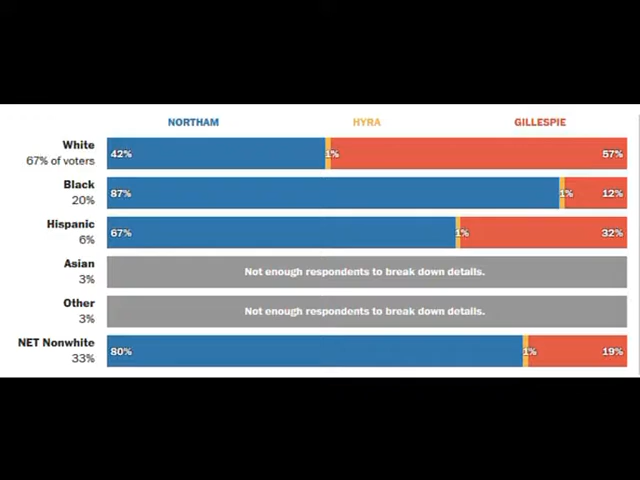 NORTHAM HYRA GILLESPIE
White
67% of voters
42% 1% 57%
Black
20%
87% 1% 12%
Hispanic
6%
67% 1% 32%
Asian
3%
Not enough respondents to break down details.
Other
3%
Not enough respondents to break down details.
NET Nonwhite
33%
80% 1% 19%